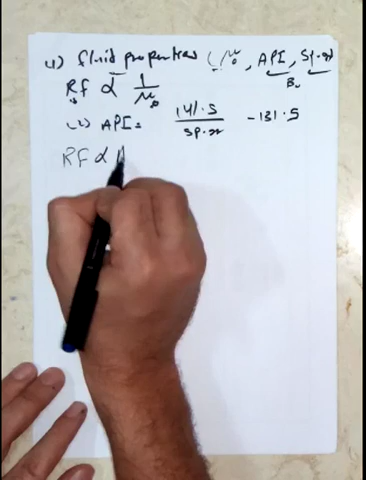 (1) fluid properties (μo, API, Sp.gr
Bo
Rf α 1/μo
(2) API = 141.5/sp.gr - 131.5
RF α